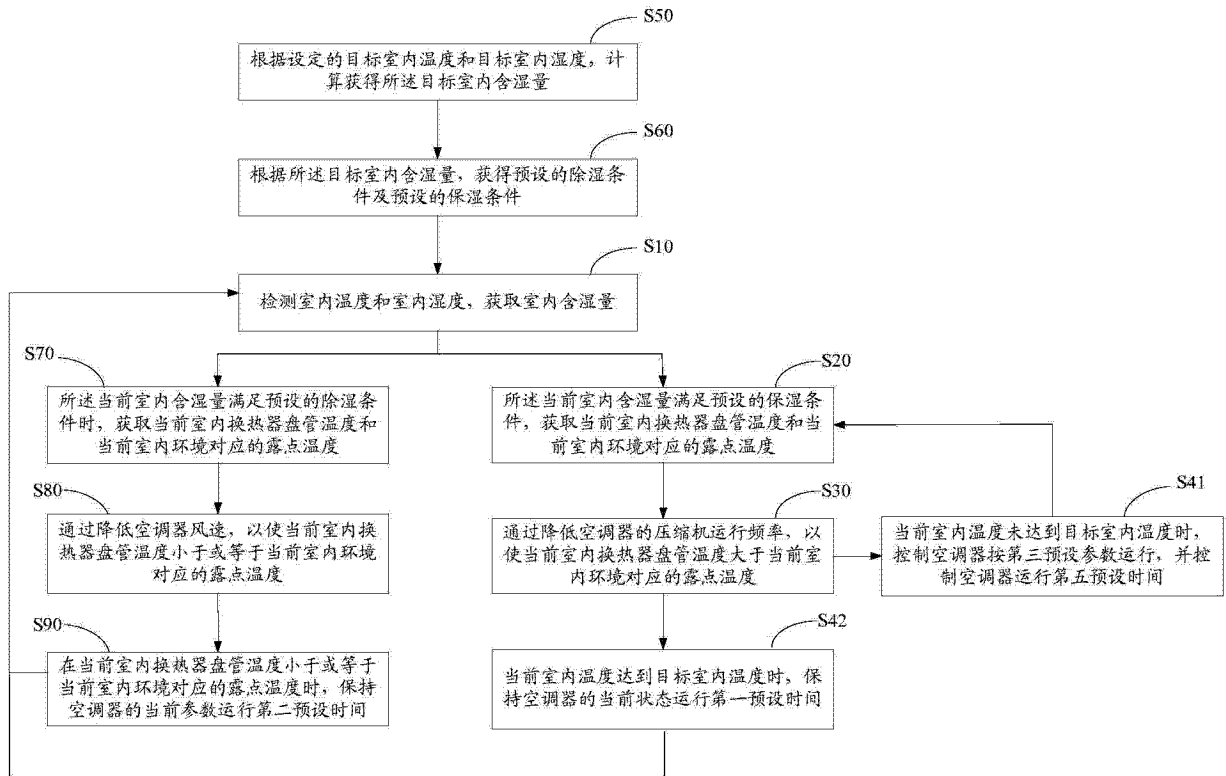 S50
根据设定的目标室内温度和目标室内湿度，计
算获得所述目标室内含湿量
S60
根据所述目标室内含湿量，获得预设的除湿条
件及预设的保湿条件
S10
检测室内温度和室内湿度，获取室内含湿量
S70
所述当前室内含湿量满足预设的除湿条
件时，获取当前室内换热器盘管温度和
当前室内环境对应的露点温度
S20
所述当前室内含湿量满足预设的保湿条
件，获取当前室内换热器盘管温度和当
前室内环境对应的露点温度
S80
通过降低空调器风速，以使当前室内换
热器盘管温度小于或等于当前室内环境
对应的露点温度
S30
通过降低空调器的压缩机运行频率，以
使当前室内换热器盘管温度大于当前室
内环境对应的露点温度
S41
当前室内温度未达到目标室内温度时，
控制空调器按第三预设参数运行，并控
制空调器运行第五预设时间
S90
在当前室内换热器盘管温度小于或等于
当前室内环境对应的露点温度时，保持
空调器的当前参数运行第二预设时间
S42
当前室内温度达到目标室内温度时，保
持空调器的当前状态运行第一预设时间